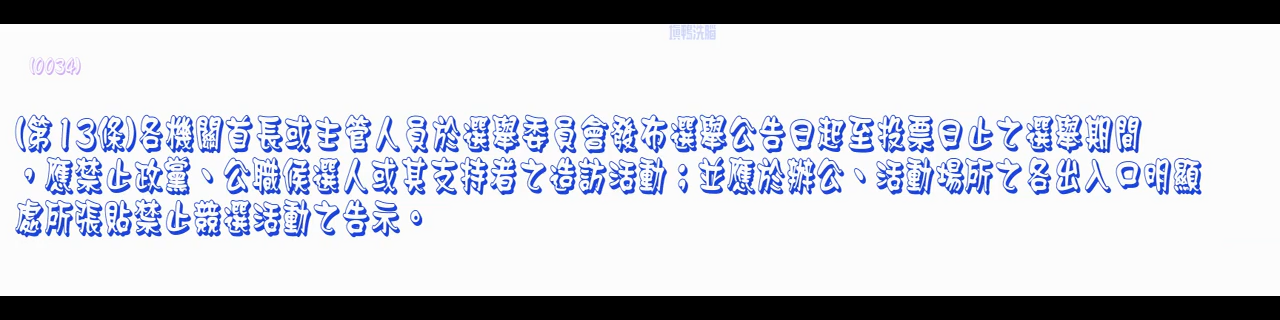 (0034)
(第13條)各機關首長或主管人員於選舉委員會發布選舉公告日起至投票日止之選舉期間
，應禁止政黨、公職候選人或其支持者之造訪活動；並應於辦公、活動場所之各出入口明顯
處所張貼禁止競選活動之告示。